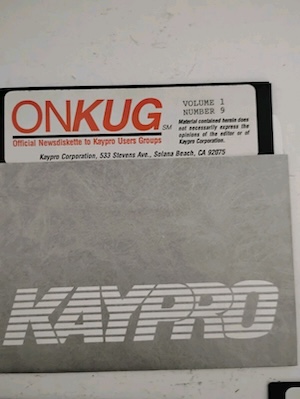 ONKUG SM
Official Newsdiskette to Kaypro Users Groups
VOLUME 1
NUMBER 9
Material contained herein does
not necessarily express the
opinions of the editor or of
Kaypro Corporation.
Kaypro Corporation, 533 Stevens Ave., Solana Beach, CA 92075
KAYPRO